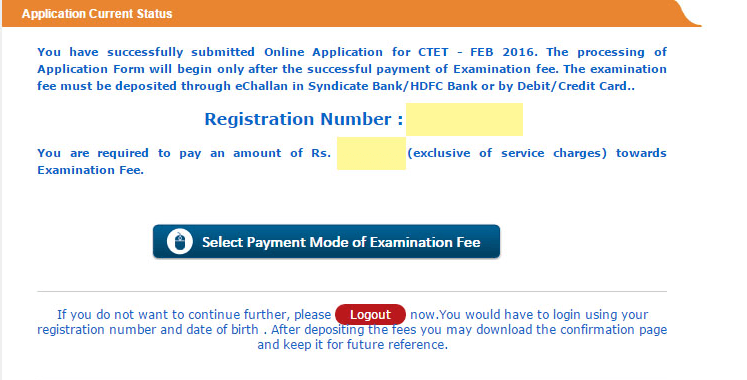 Application Current Status
You have successfully submitted Online Application for CTET - FEB 2016. The processing of
Application Form will begin only after the successful payment of Examination fee. The examination
fee must be deposited through eChallan in Syndicate Bank/HDFC Bank or by Debit/Credit Card..
Registration Number :
You are required to pay an amount of Rs. (exclusive of service charges) towards
Examination Fee.
Select Payment Mode of Examination Fee
If you do not want to continue further, please Logout now.You would have to login using your
registration number and date of birth . After depositing the fees you may download the confirmation page
and keep it for future reference.